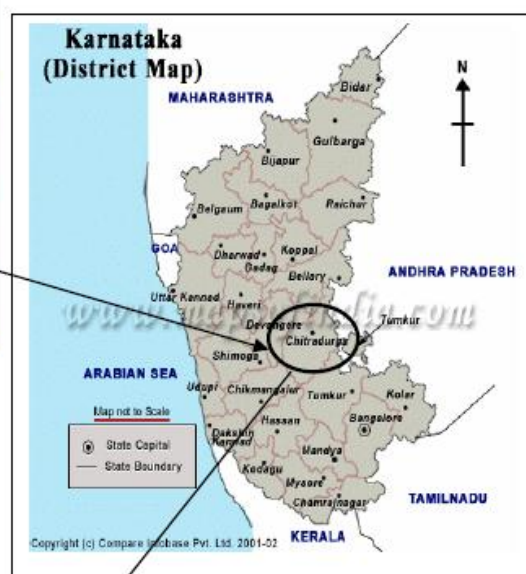 Karnataka
(District Map)
N
MAHARASHTRA
Bidar
Gulbarga
Bijapur
Bagalkot
Raichur
Belgaum
GOA
Dharwad
Koppal
Gadag
Bellary
ANDHRA PRADESH
Uttar Kannad
Haveri
www.mapsofindia.com
Devangere
Chitradurga
Tumkur
Shimoga
ARABIAN SEA
Udupi
Chikmangalur
Tumkur
Kolar
Map not to Scale
Hassan
Bangalore
Dakshin
Kannad
State Capital
State Boundary
Mandya
Kodagu
Mysore
Chamrajnagar
TAMILNADU
KERALA
Copyright (c) Compare Infobase Pvt. Ltd. 2001-02